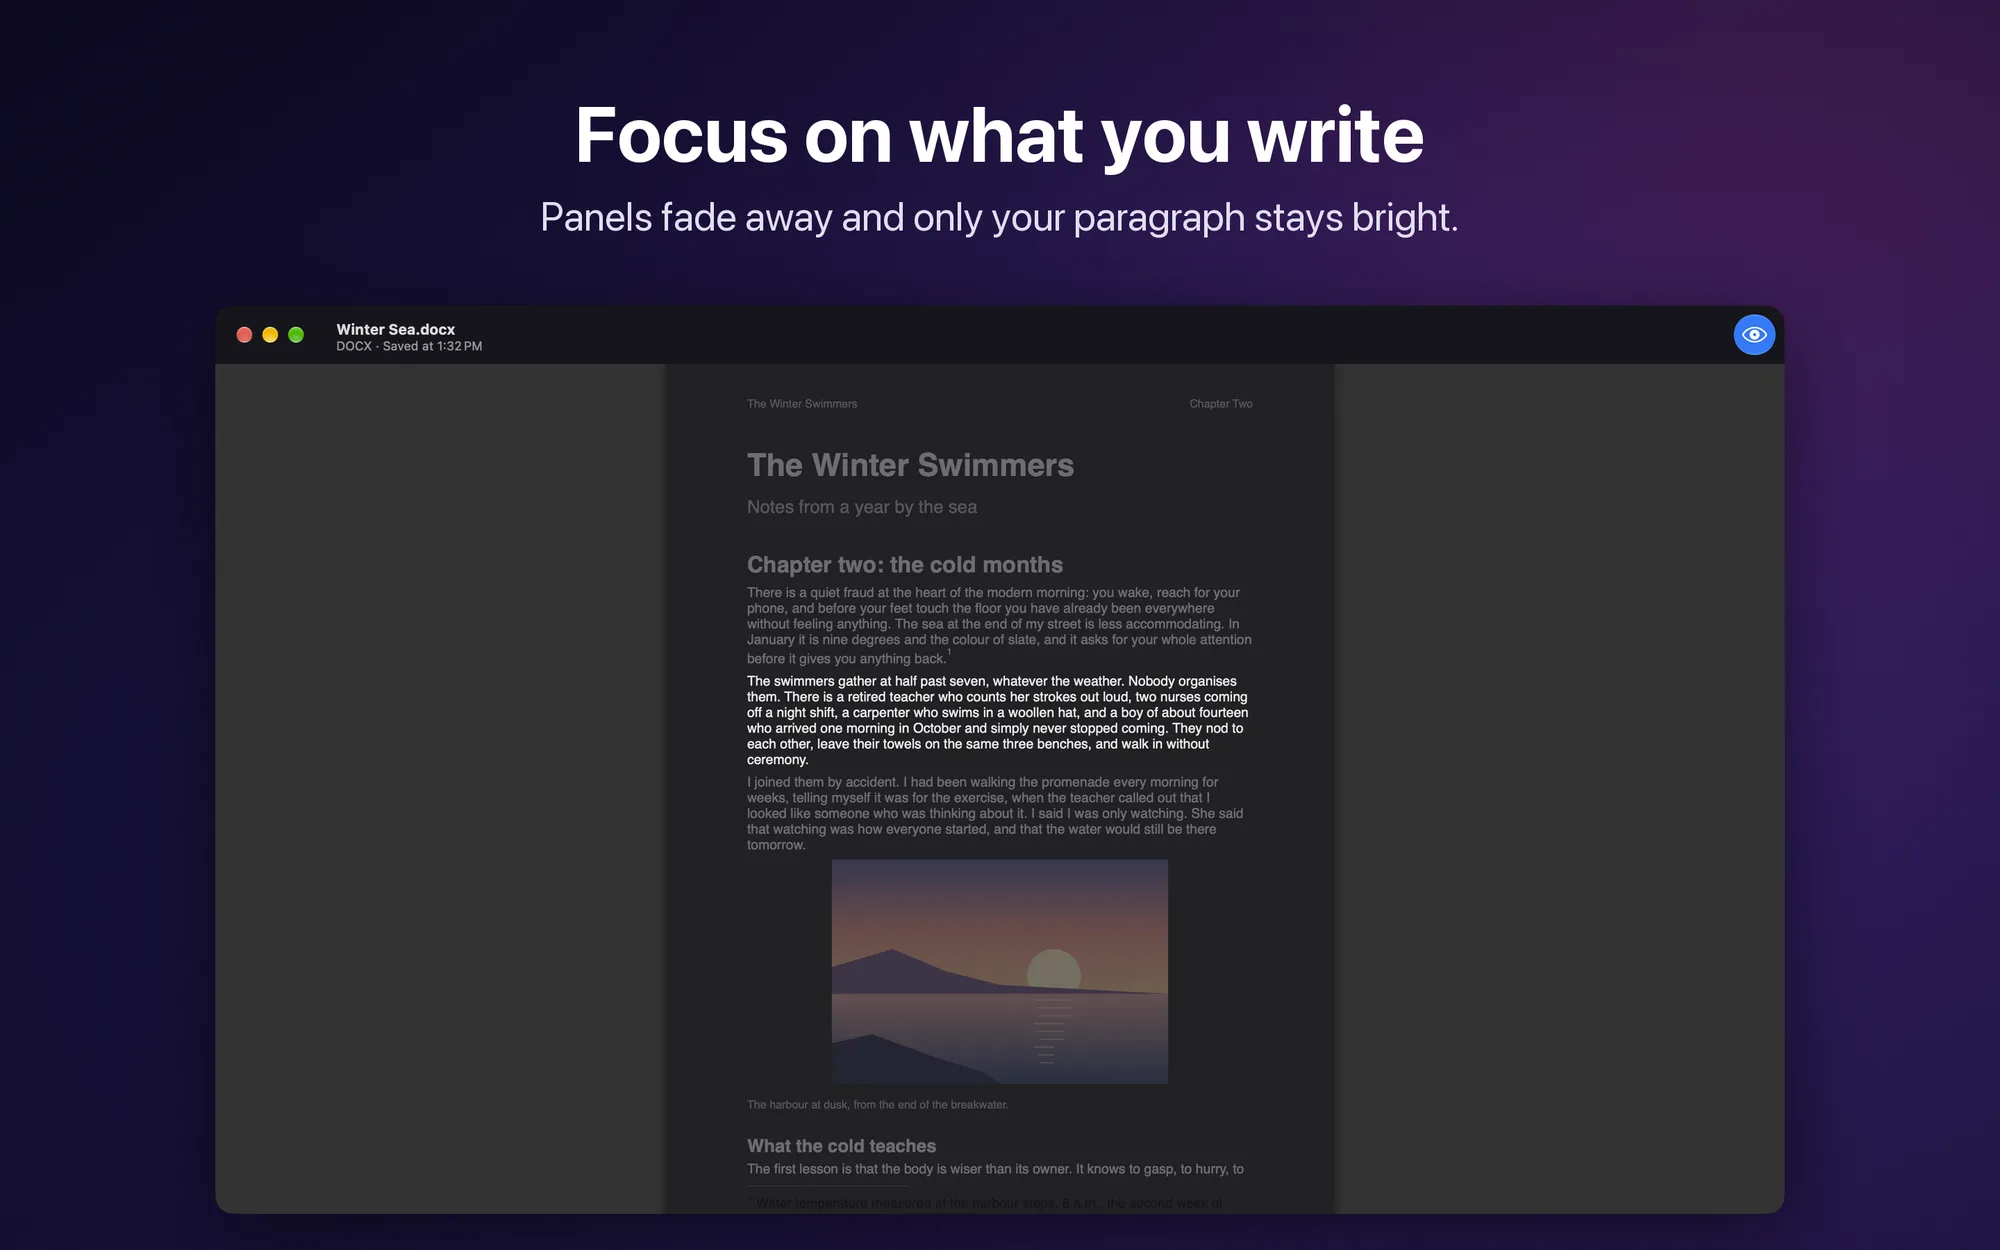 Focus on what you write
Panels fade away and only your paragraph stays bright.
Winter Sea.docx
DOCX · Saved at 1:32 PM
The Winter Swimmers
Chapter Two
The Winter Swimmers
Notes from a year by the sea
Chapter two: the cold months
There is a quiet fraud at the heart of the modern morning: you wake, reach for your
phone, and before your feet touch the floor you have already been everywhere
without feeling anything. The sea at the end of my street is less accommodating. In
January it is nine degrees and the colour of slate, and it asks for your whole attention
before it gives you anything back.1
The swimmers gather at half past seven, whatever the weather. Nobody organises
them. There is a retired teacher who counts her strokes out loud, two nurses coming
off a night shift, a carpenter who swims in a woollen hat, and a boy of about fourteen
who arrived one morning in October and simply never stopped coming. They nod to
each other, leave their towels on the same three benches, and walk in without
ceremony.
I joined them by accident. I had been walking the promenade every morning for
weeks, telling myself it was for the exercise, when the teacher called out that I
looked like someone who was thinking about it. I said I was only watching. She said
that watching was how everyone started, and that the water would still be there
tomorrow.
The harbour at dusk, from the end of the breakwater.
What the cold teaches
The first lesson is that the body is wiser than its owner. It knows to gasp, to hurry, to
1 Water temperature measured at the harbour steps, 8 a.m., the second week of